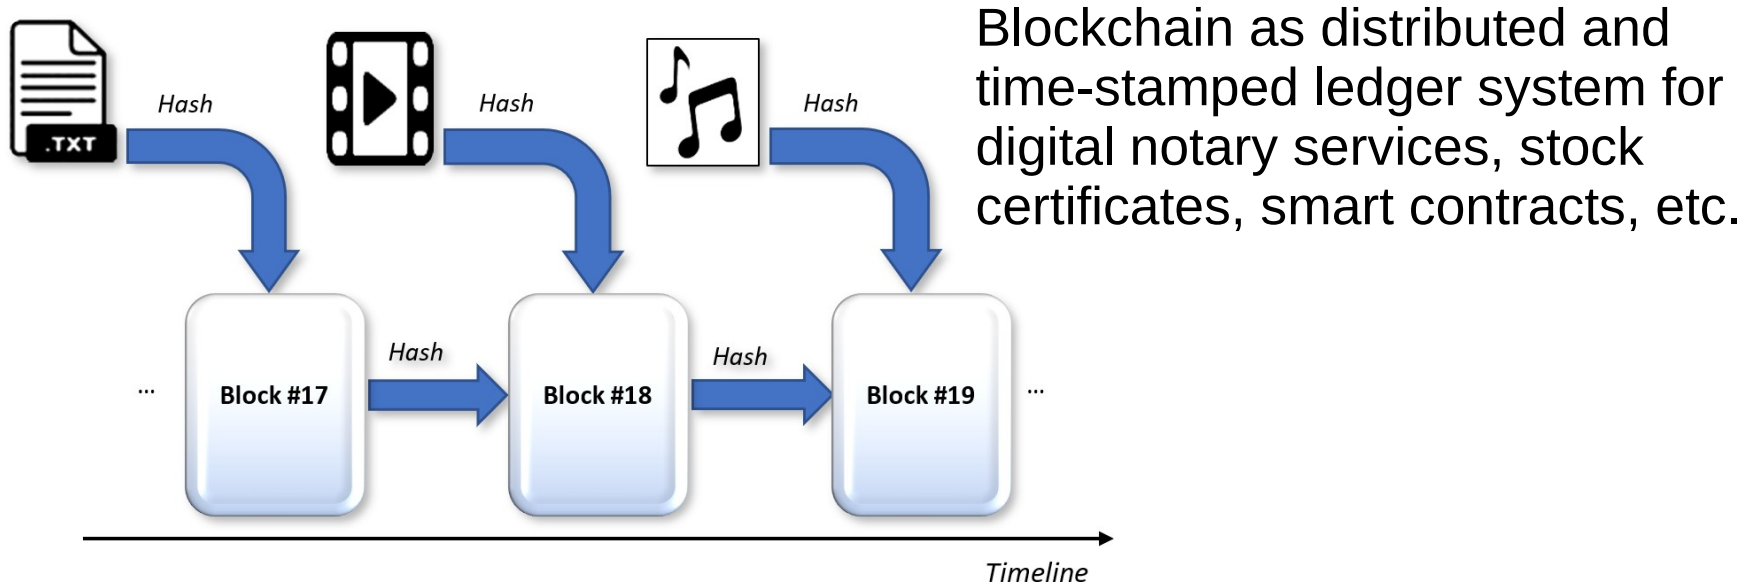 Blockchain as distributed and
time-stamped ledger system for
digital notary services, stock
certificates, smart contracts, etc.
Hash
Hash
Hash
.TXT
Hash
Hash
...
Block #17
Block #18
Block #19
...
Timeline